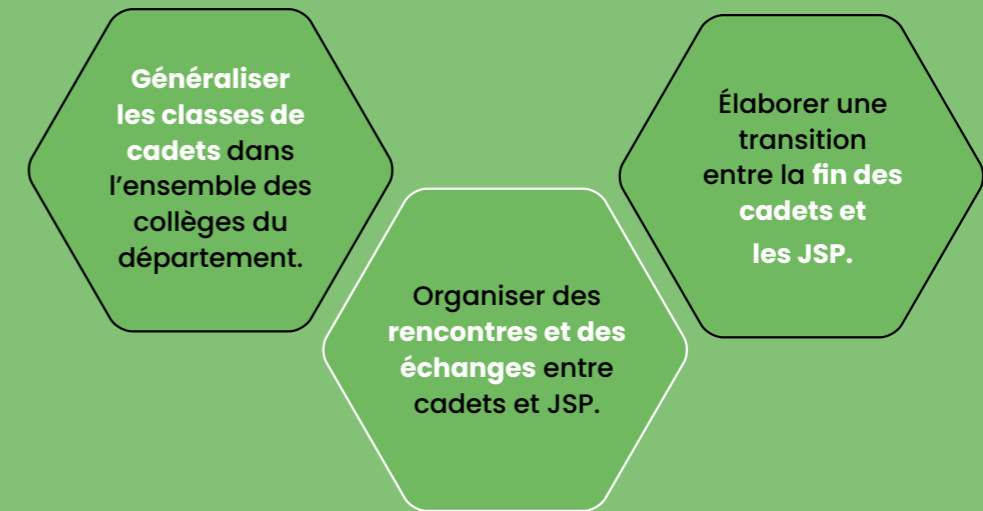 Généraliser
les classes de
cadets dans
l'ensemble des
collèges du
département.
Organiser des
rencontres et des
échanges entre
cadets et JSP.
Élaborer une
transition
entre la fin des
cadets et
les JSP.